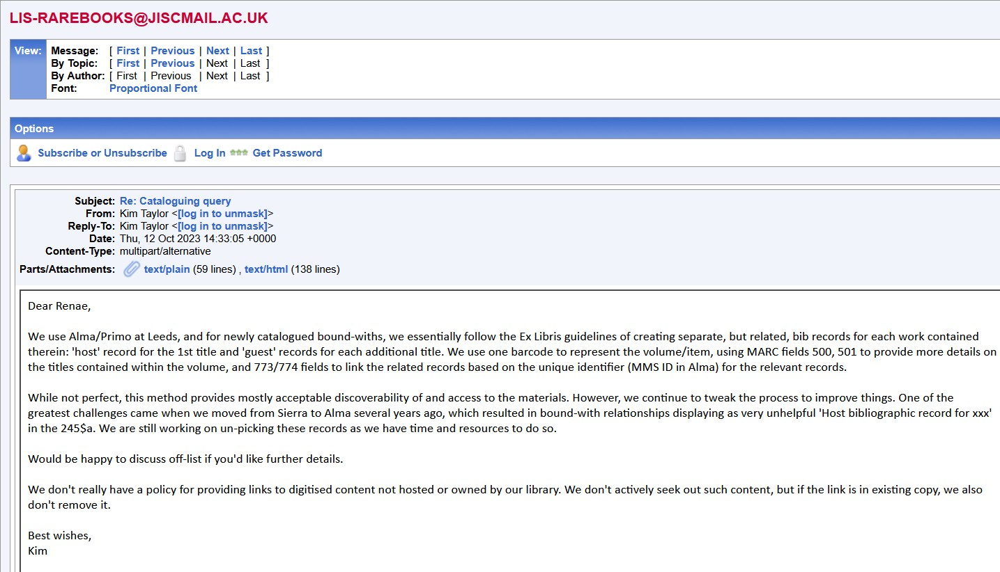 LIS-RAREBOOKS@JISCMAIL.AC.UK
View: Message: [ First | Previous | Next | Last ]
By Topic: [ First | Previous | Next | Last ]
By Author: [ First | Previous | Next | Last ]
Font: Proportional Font
Options
Subscribe or Unsubscribe Log In Get Password
Subject: Re: Cataloguing query
From: Kim Taylor <[log in to unmask]>
Reply-To: Kim Taylor <[log in to unmask]>
Date: Thu, 12 Oct 2023 14:33:05 +0000
Content-Type: multipart/alternative
Parts/Attachments: text/plain (59 lines) , text/html (138 lines)
Dear Renae,
We use Alma/Primo at Leeds, and for newly catalogued bound-withs, we essentially follow the Ex Libris guidelines of creating separate, but related, bib records for each work contained
therein: 'host' record for the 1st title and 'guest' records for each additional title. We use one barcode to represent the volume/item, using MARC fields 500, 501 to provide more details on
the titles contained within the volume, and 773/774 fields to link the related records based on the unique identifier (MMS ID in Alma) for the relevant records.
While not perfect, this method provides mostly acceptable discoverability of and access to the materials. However, we continue to tweak the process to improve things. One of the
greatest challenges came when we moved from Sierra to Alma several years ago, which resulted in bound-with relationships displaying as very unhelpful 'Host bibliographic record for xxx'
in the 245$a. We are still working on un-picking these records as we have time and resources to do so.
Would be happy to discuss off-list if you'd like further details.
We don't really have a policy for providing links to digitised content not hosted or owned by our library. We don't actively seek out such content, but if the link is in existing copy, we also
don't remove it.
Best wishes,
Kim